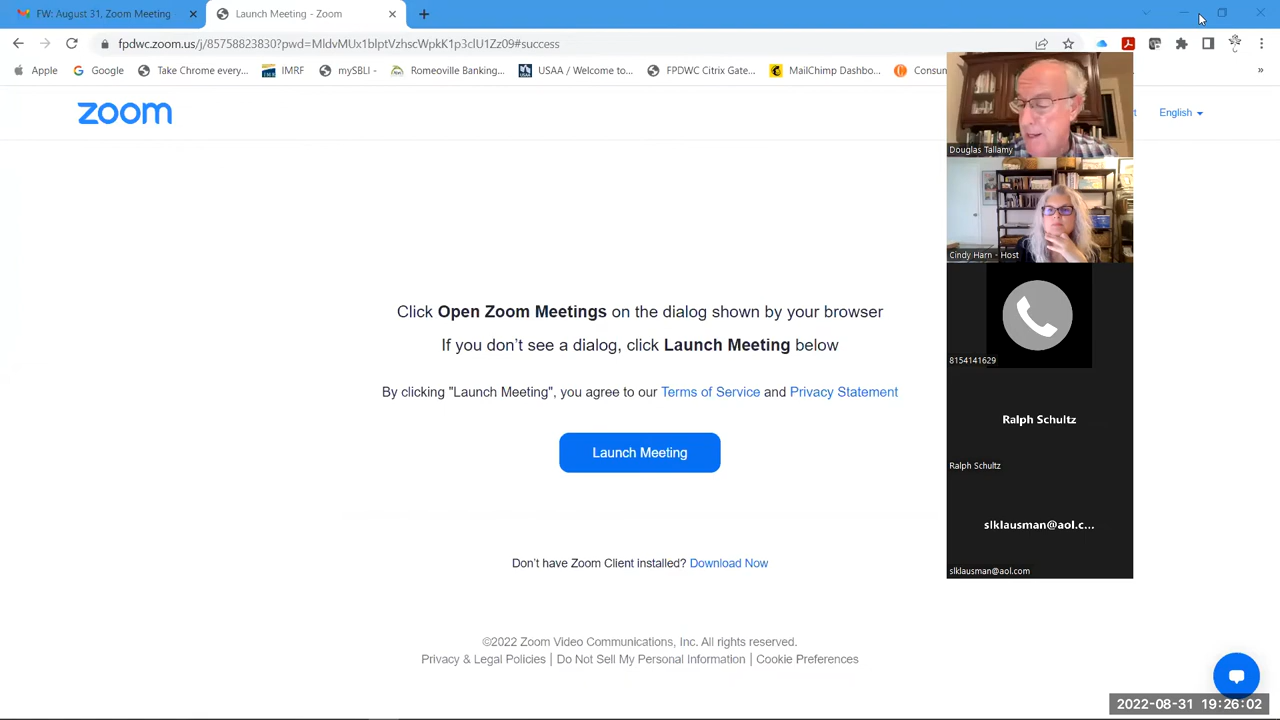 FW: August 31, Zoom Meeting
Launch Meeting - Zoom
fpdwc.zoom.us/j/85758823830?pwd=MldvMUx1blptVzhscWpkK1p3clU1Zz09#success
Apple
Google
Take Chrome every...
IMRF
mySBLI -
Romeoville Banking...
USAA / Welcome to...
FPDWC Citrix Gate...
MailChimp Dashbo...
Consun
»
zoom
t
English
Click Open Zoom Meetings on the dialog shown by your browser
If you don't see a dialog, click Launch Meeting below
By clicking "Launch Meeting", you agree to our Terms of Service and Privacy Statement
Launch Meeting
Don't have Zoom Client installed? Download Now
©2022 Zoom Video Communications, Inc. All rights reserved.
Privacy & Legal Policies | Do Not Sell My Personal Information | Cookie Preferences
Douglas Tallamy
Cindy Harn - Host
8154141629
Ralph Schultz
Ralph Schultz
slklausman@aol.c...
slklausman@aol.com
2022-08-31 19:26:02